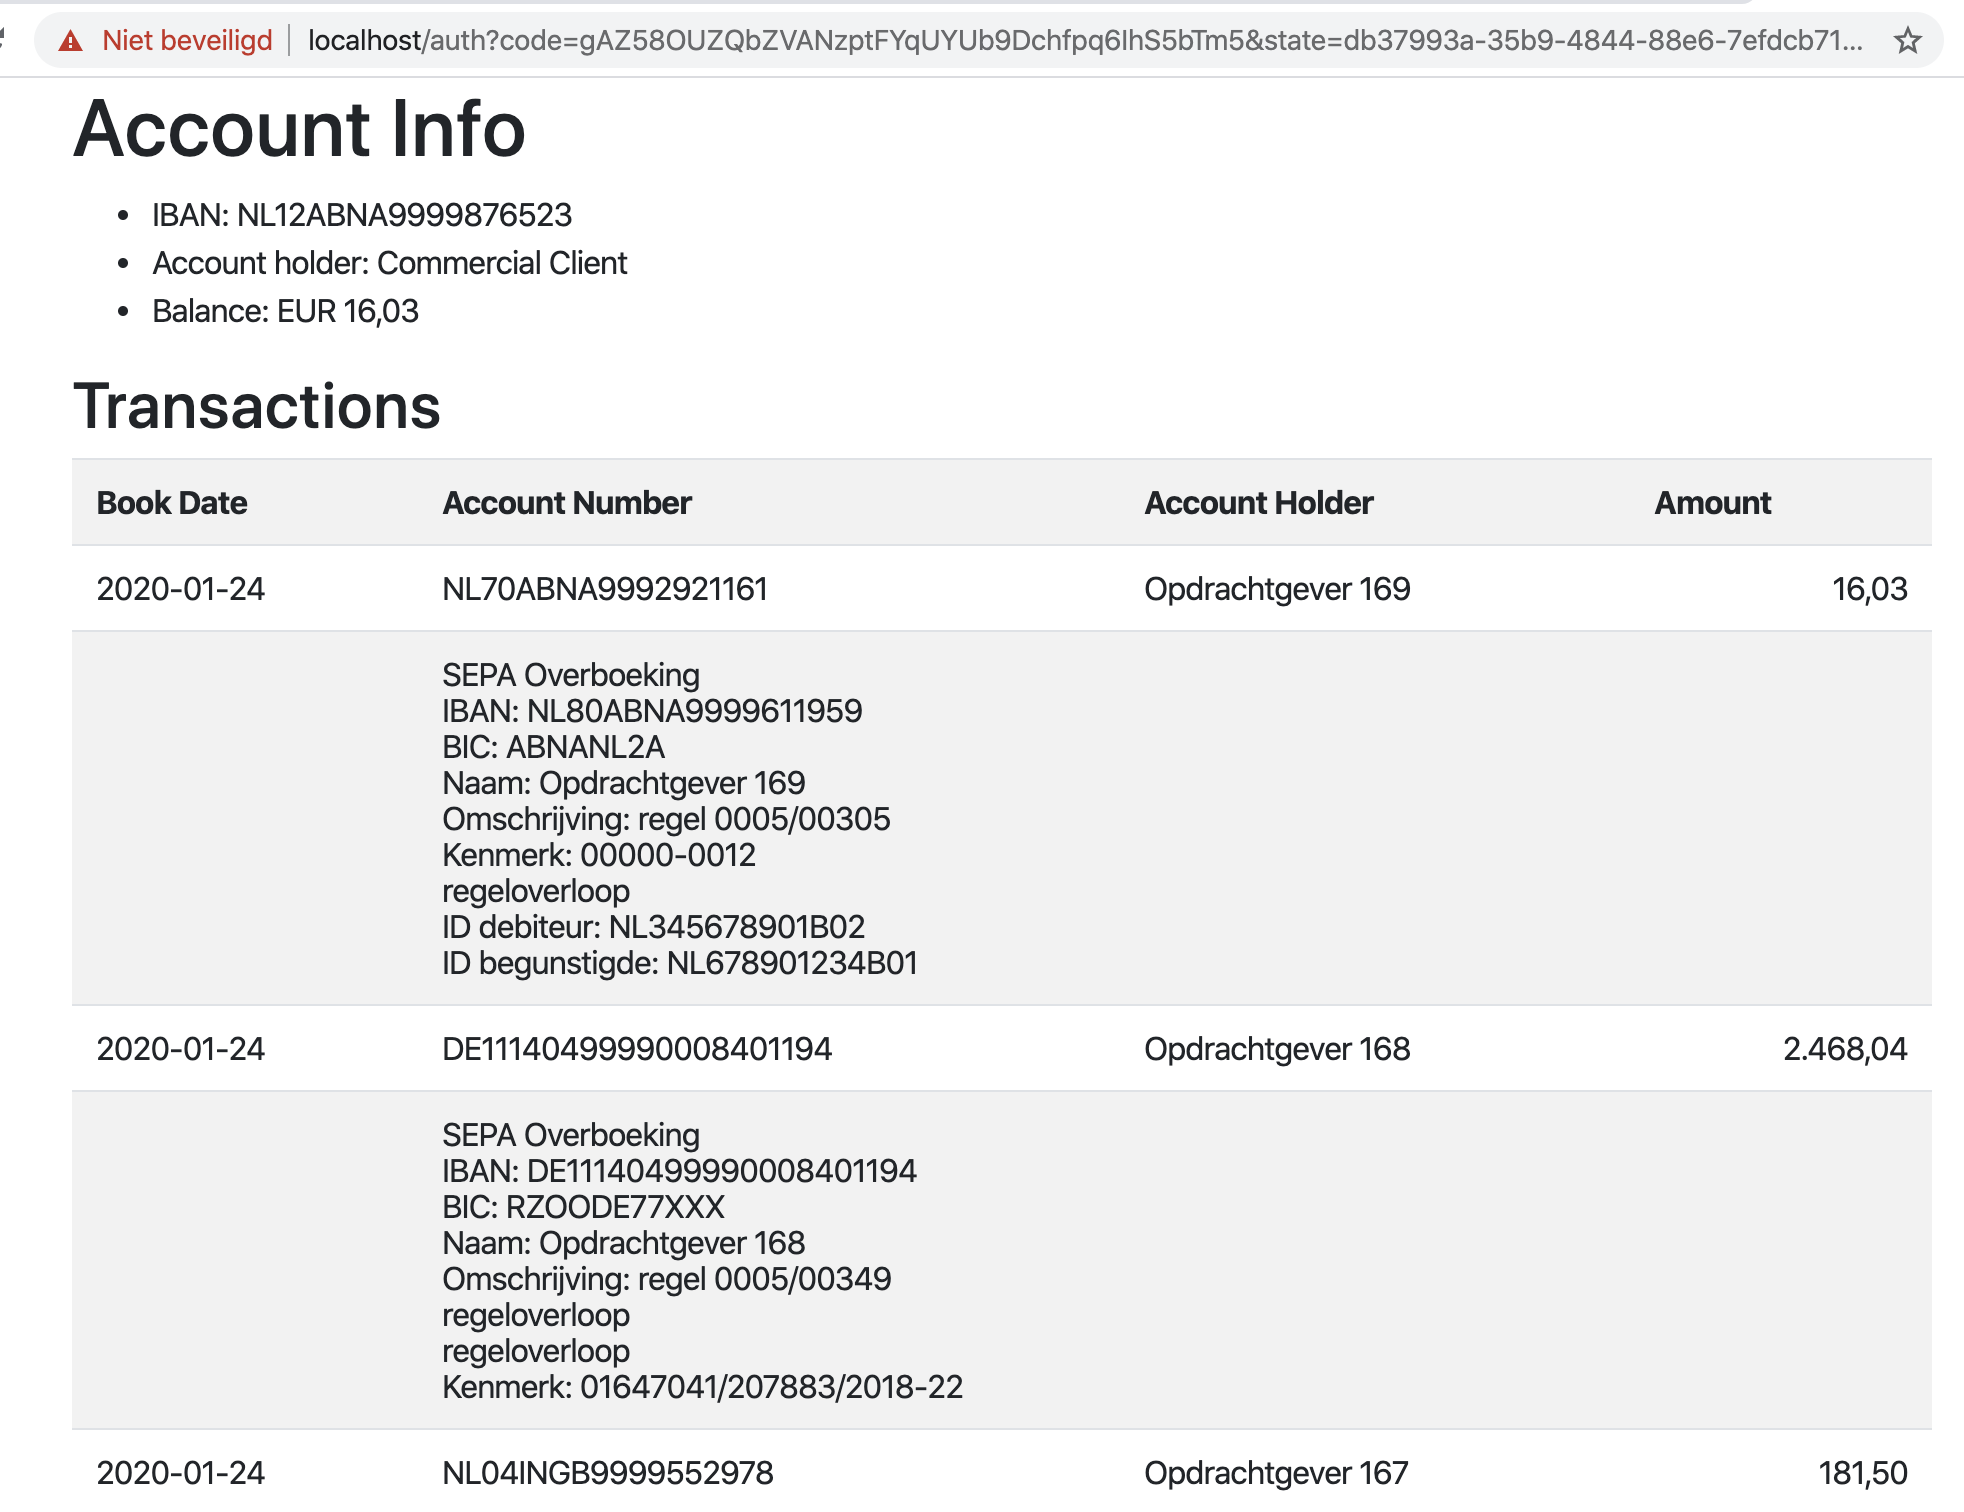 Niet beveiligd localhost/auth?code=gAZ58OUZQbZVANzptFYqUYUb9Dchfpq6IhS5bTm5&state=db37993a-35b9-4844-88e6-7efdcb71...
Account Info
• IBAN: NL12ABNA9999876523
• Account holder: Commercial Client
• Balance: EUR 16,03
Transactions
Book Date Account Number Account Holder Amount
2020-01-24 NL70ABNA9992921161 Opdrachtgever 169 16,03
SEPA Overboeking
IBAN: NL80ABNA9999611959
BIC: ABNANL2A
Naam: Opdrachtgever 169
Omschrijving: regel 0005/00305
Kenmerk: 00000-0012
regeloverloop
ID debiteur: NL345678901B02
ID begunstigde: NL678901234B01
2020-01-24 DE11140499990008401194 Opdrachtgever 168 2.468,04
SEPA Overboeking
IBAN: DE11140499990008401194
BIC: RZOODE77XXX
Naam: Opdrachtgever 168
Omschrijving: regel 0005/00349
regeloverloop
regeloverloop
Kenmerk: 01647041/207883/2018-22
2020-01-24 NL04INGB9999552978 Opdrachtgever 167 181,50